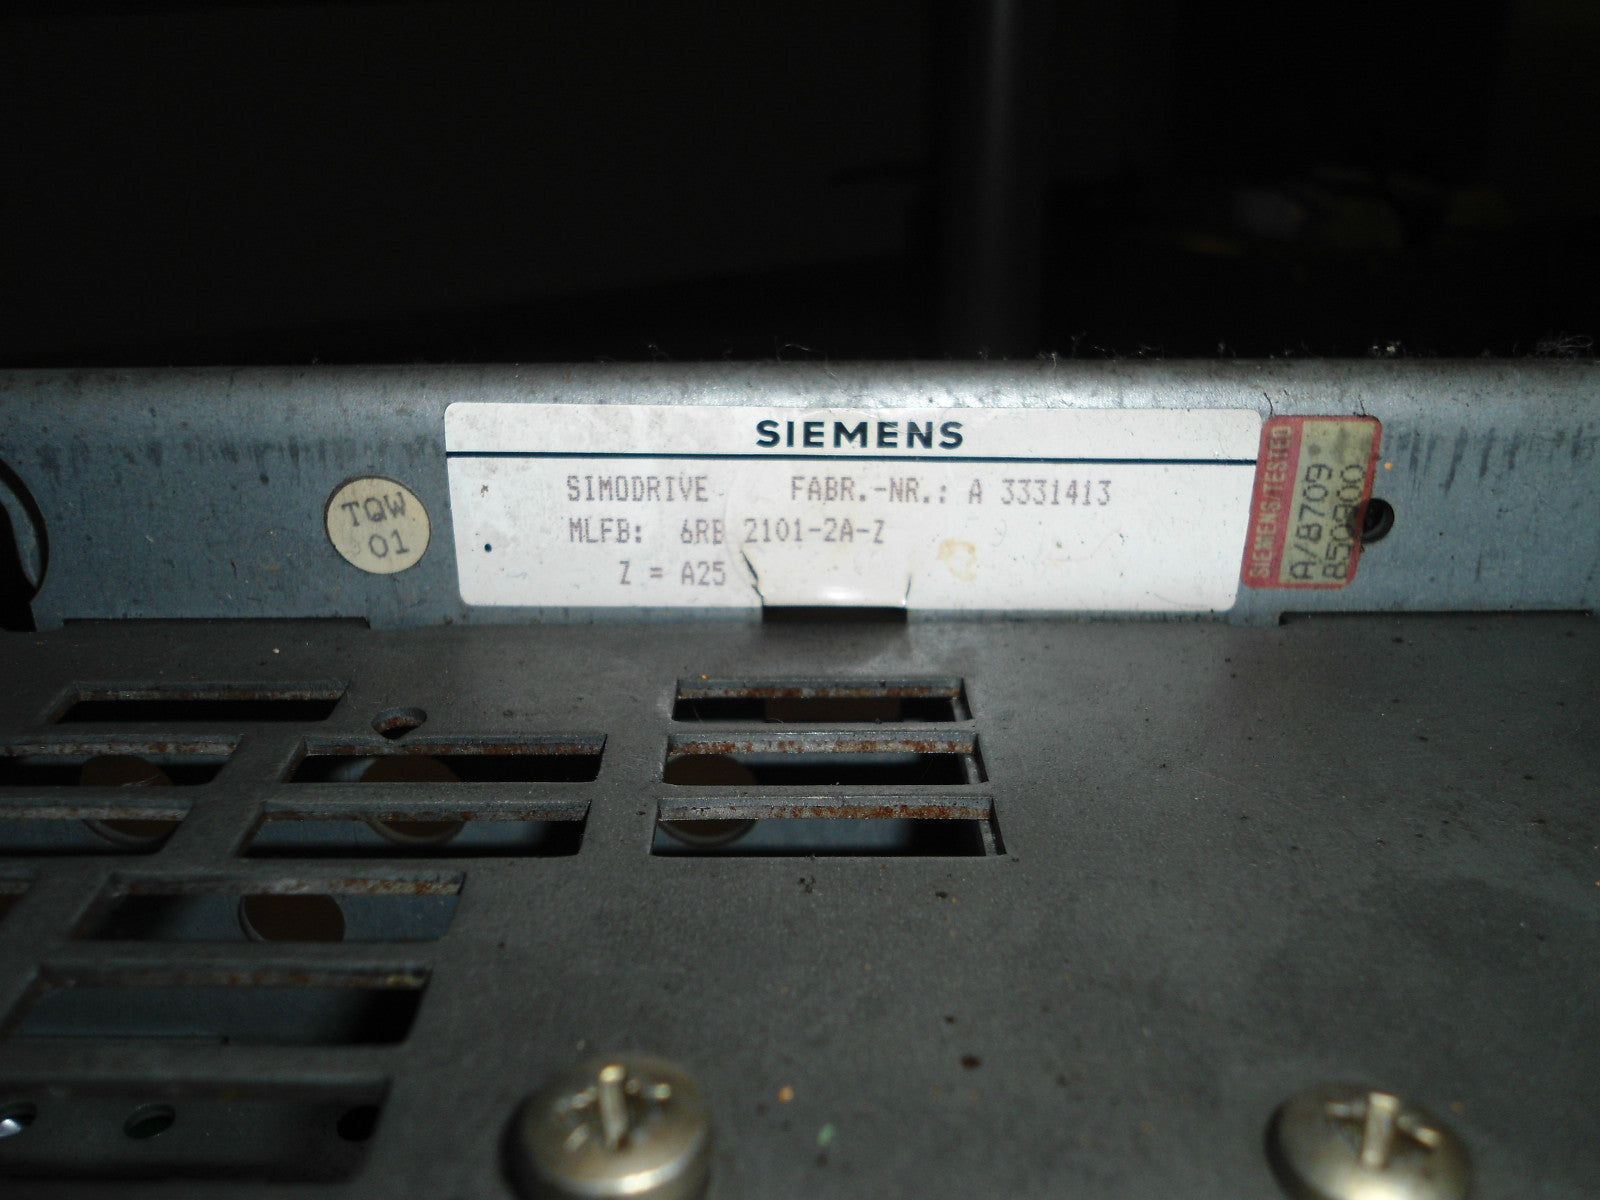 SIEMENS
SIMODRIVE FABR.-NR.: A 3331413
MLFB: 6RB 2101-2A-Z
Z = A25
TQW
01
SIEMENS/TESTED
A/8709
850800